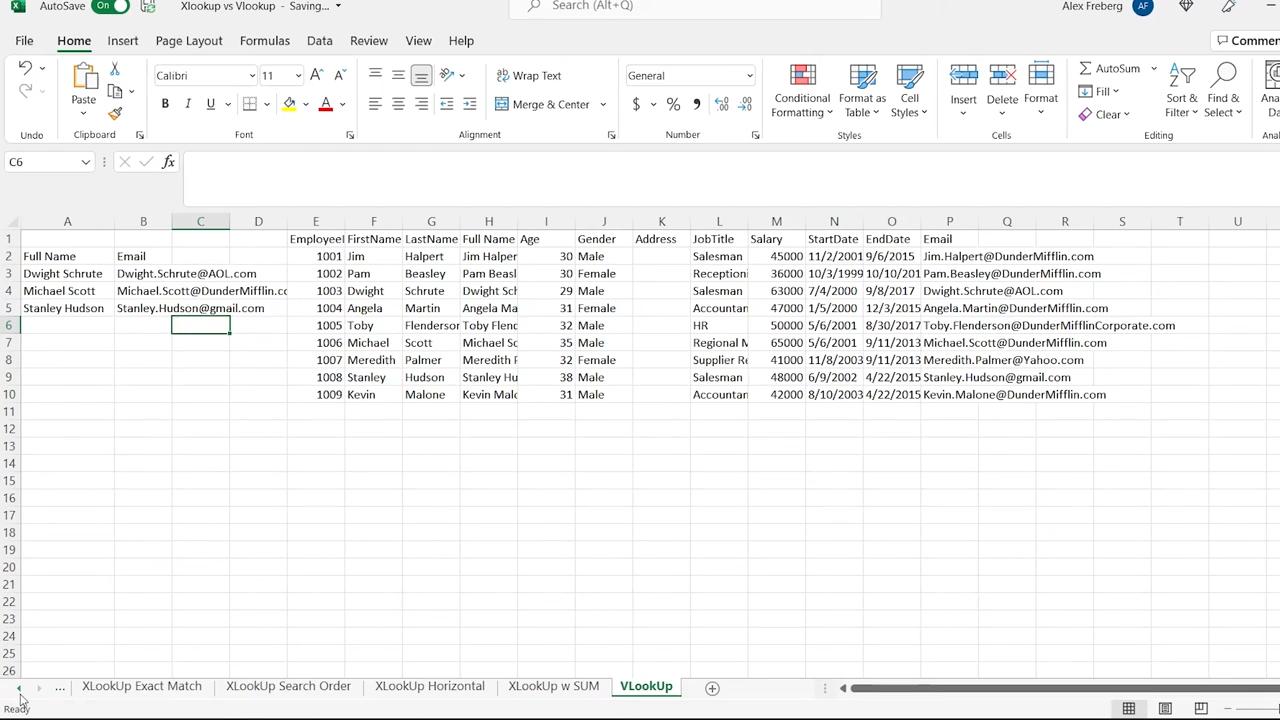 AutoSave On Xlookup vs Vlookup - Saving... Search (Alt+Q) Alex Freberg AF
File Home Insert Page Layout Formulas Data Review View Help Commen
Calibri 11 Wrap Text General AutoSum
Paste B I U Merge & Center $ % Conditional Formatting Format as Table Cell Styles Insert Delete Format Fill Clear Sort & Filter Find & Select
Undo Clipboard Font Alignment Number Styles Cells Editing
C6 fx
A B C D E F G H I J K L M N O P Q R S T U
1 EmployeeI FirstName LastName Full Name Age Gender Address JobTitle Salary StartDate EndDate Email
2 Full Name Email 1001 Jim Halpert Jim Halper 30 Male Salesman 45000 11/2/2001 9/6/2015 Jim.Halpert@DunderMifflin.com
3 Dwight Schrute Dwight.Schrute@AOL.com 1002 Pam Beasley Pam Beasl 30 Female Receptioni 36000 10/3/1999 10/10/201 Pam.Beasley@DunderMifflin.com
4 Michael Scott Michael.Scott@DunderMifflin.cc 1003 Dwight Schrute Dwight Sch 29 Male Salesman 63000 7/4/2000 9/8/2017 Dwight.Schrute@AOL.com
5 Stanley Hudson Stanley.Hudson@gmail.com 1004 Angela Martin Angela Ma 31 Female Accountan 47000 1/5/2000 12/3/2015 Angela.Martin@DunderMifflin.com
6 1005 Toby Flenderson Toby Flenc 32 Male HR 50000 5/6/2001 8/30/2017 Toby.Flenderson@DunderMifflinCorporate.com
7 1006 Michael Scott Michael Sc 35 Male Regional M 65000 5/6/2001 9/11/2013 Michael.Scott@DunderMifflin.com
8 1007 Meredith Palmer Meredith P 32 Female Supplier Re 41000 11/8/2003 9/11/2013 Meredith.Palmer@Yahoo.com
9 1008 Stanley Hudson Stanley Hu 38 Male Salesman 48000 6/9/2002 4/22/2015 Stanley.Hudson@gmail.com
10 1009 Kevin Malone Kevin Malc 31 Male Accountan 42000 8/10/2003 4/22/2015 Kevin.Malone@DunderMifflin.com
11
12
13
14
15
16
17
18
19
20
21
22
23
24
25
26
... XLookUp Exact Match XLookUp Search Order XLookUp Horizontal XLookUp w SUM VLookUp
Ready